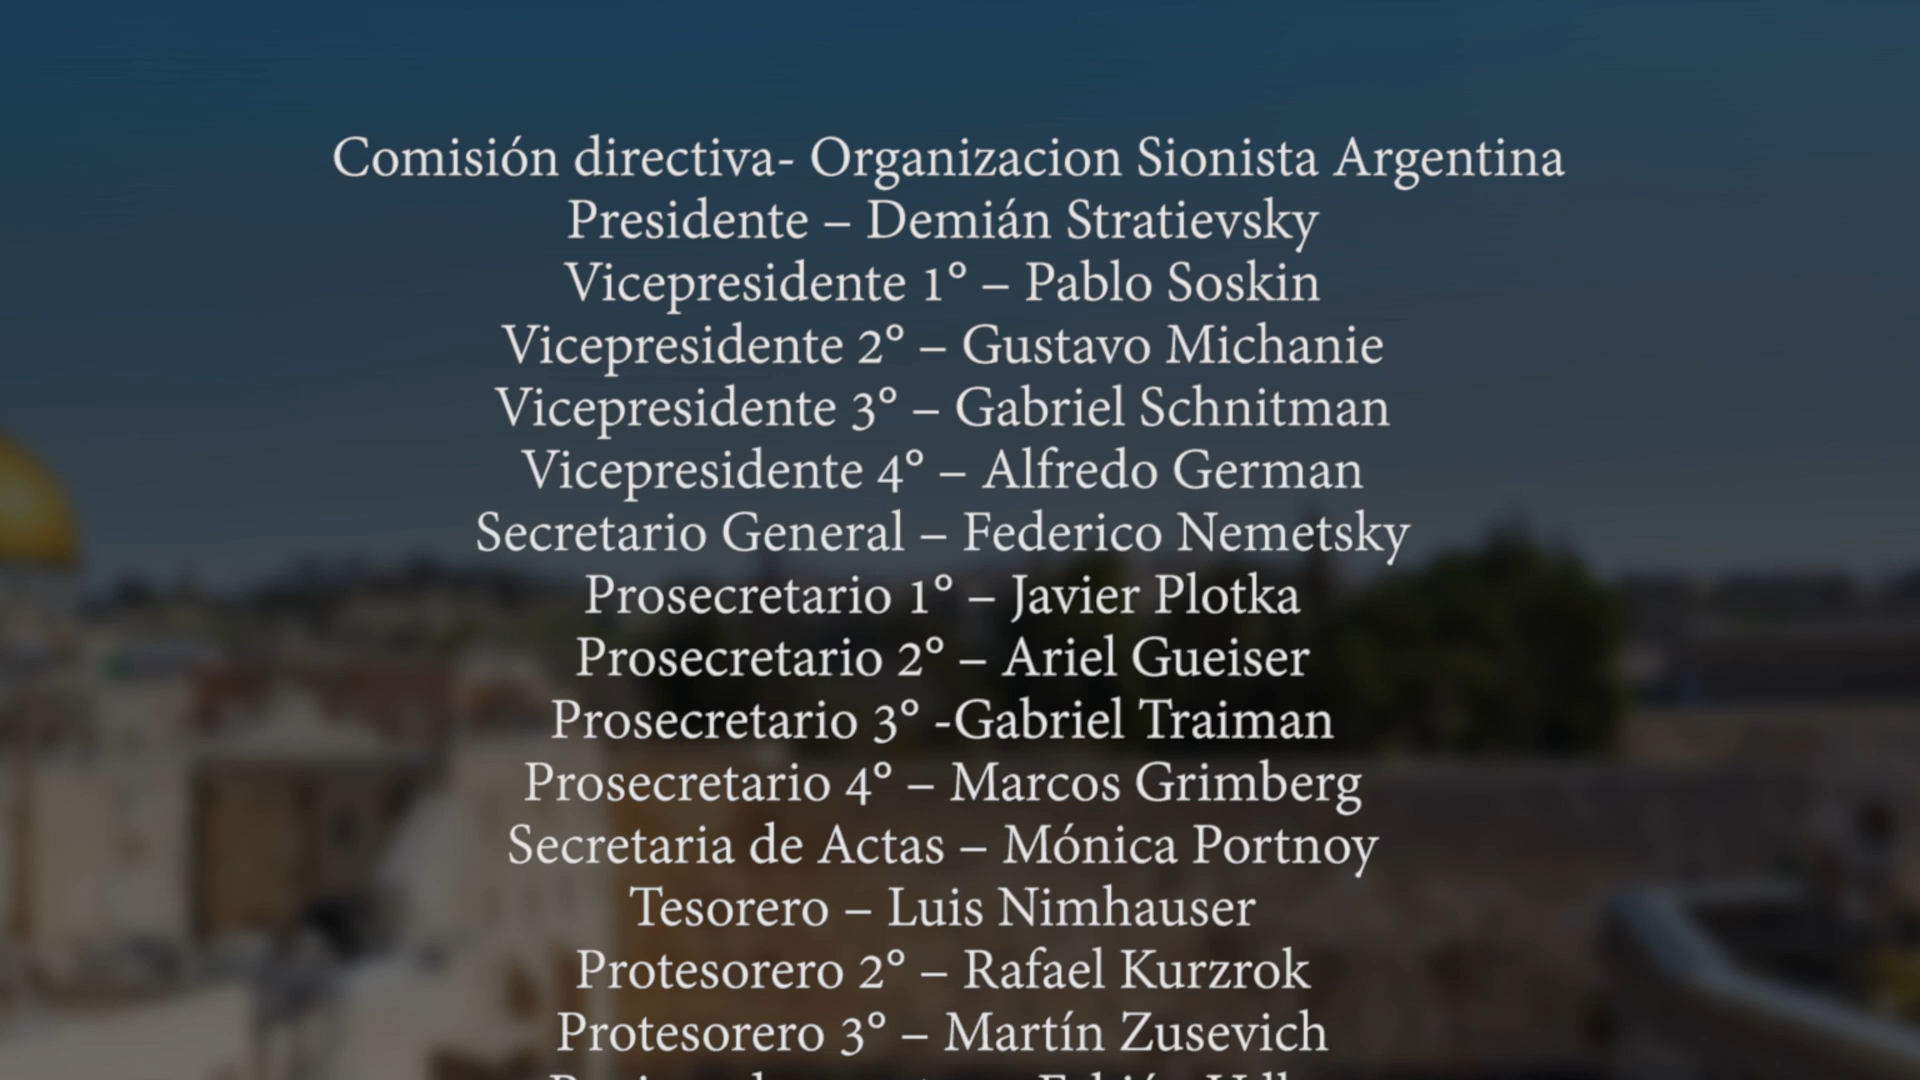 Comisión directiva- Organizacion Sionista Argentina
Presidente – Demián Stratievsky
Vicepresidente 1° – Pablo Soskin
Vicepresidente 2° – Gustavo Michanie
Vicepresidente 3° – Gabriel Schnitman
Vicepresidente 4° – Alfredo German
Secretario General – Federico Nemetsky
Prosecretario 1° – Javier Plotka
Prosecretario 2° – Ariel Gueiser
Prosecretario 3° -Gabriel Traiman
Prosecretario 4° – Marcos Grimberg
Secretaria de Actas – Mónica Portnoy
Tesorero – Luis Nimhauser
Protesorero 2° – Rafael Kurzrok
Protesorero 3° – Martín Zusevich